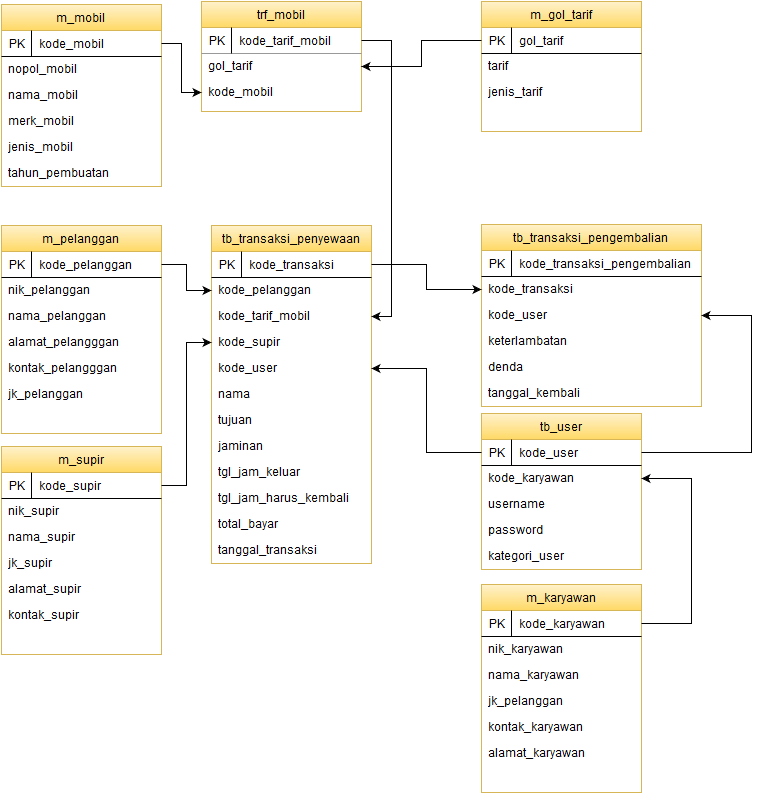 m_mobil
PK kode_mobil
nopol_mobil
nama_mobil
merk_mobil
jenis_mobil
tahun_pembuatan
trf_mobil
PK kode_tarif_mobil
gol_tarif
kode_mobil
m_gol_tarif
PK gol_tarif
tarif
jenis_tarif
m_pelanggan
PK kode_pelanggan
nik_pelanggan
nama_pelanggan
alamat_pelangggan
kontak_pelangggan
jk_pelanggan
tb_transaksi_penyewaan
PK kode_transaksi
kode_pelanggan
kode_tarif_mobil
kode_supir
kode_user
nama
tujuan
jaminan
tgl_jam_keluar
tgl_jam_harus_kembali
total_bayar
tanggal_transaksi
tb_transaksi_pengembalian
PK kode_transaksi_pengembalian
kode_transaksi
kode_user
keterlambatan
denda
tanggal_kembali
m_supir
PK kode_supir
nik_supir
nama_supir
jk_supir
alamat_supir
kontak_supir
tb_user
PK kode_user
kode_karyawan
username
password
kategori_user
m_karyawan
PK kode_karyawan
nik_karyawan
nama_karyawan
jk_pelanggan
kontak_karyawan
alamat_karyawan